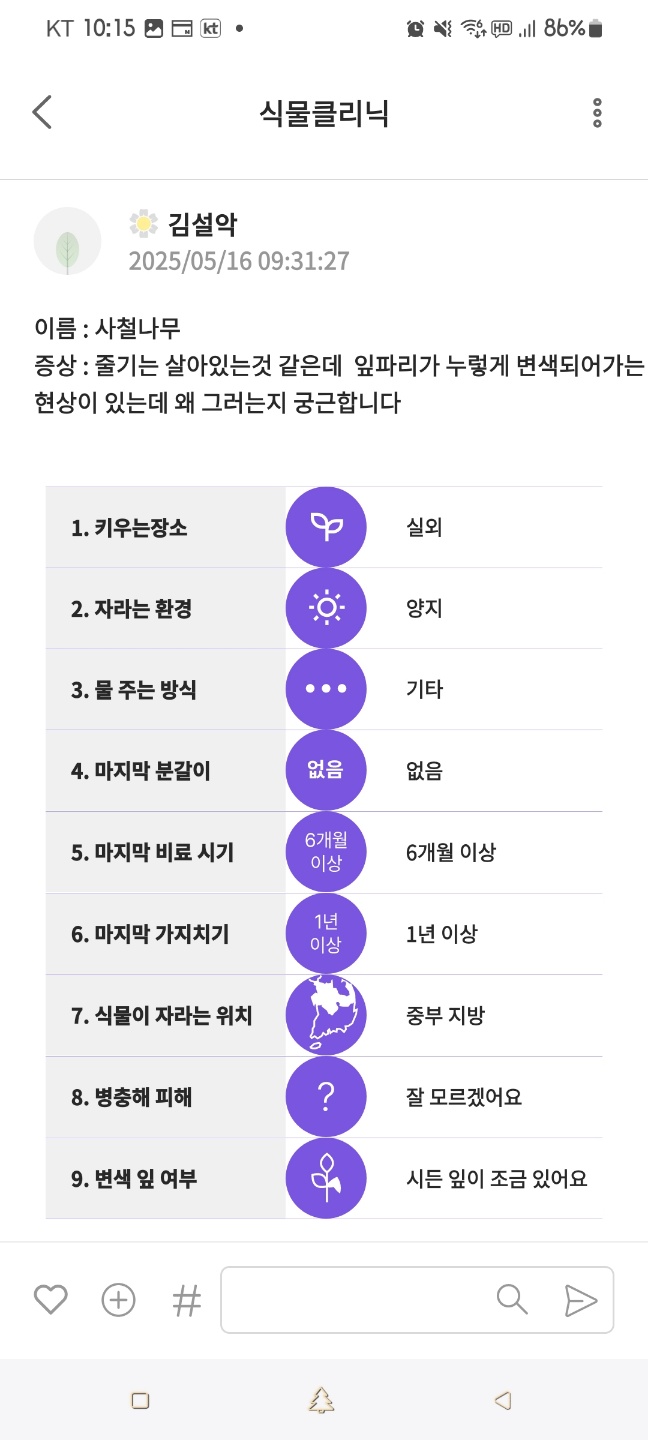 KT 10:15 kt HD 86%
식물클리닉
김설악
2025/05/16 09:31:27
이름 : 사철나무
증상 : 줄기는 살아있는것 같은데 잎파리가 누렇게 변색되어가는
현상이 있는데 왜 그러는지 궁근합니다
1. 키우는장소 실외
2. 자라는 환경 양지
3. 물 주는 방식 기타
4. 마지막 분갈이 없음 없음
5. 마지막 비료 시기 6개월 이상 6개월 이상
6. 마지막 가지치기 1년 이상 1년 이상
7. 식물이 자라는 위치 중부 지방
8. 병충해 피해 ? 잘 모르겠어요
9. 변색 잎 여부 시든 잎이 조금 있어요
#